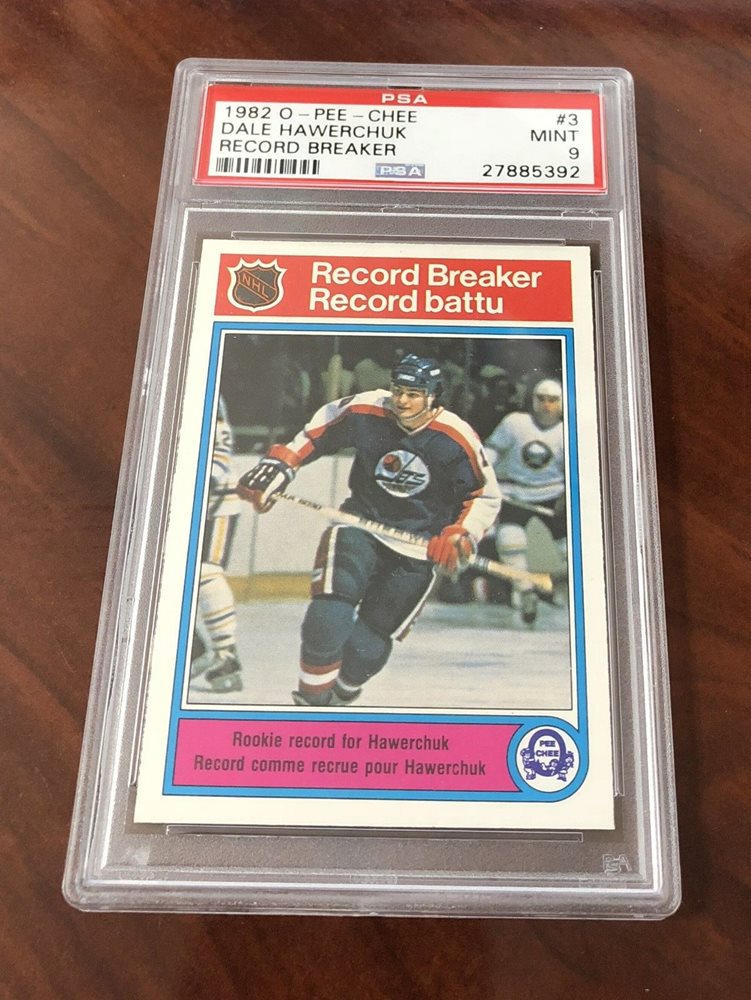 PSA
1982 O-PEE-CHEE #3
DALE HAWERCHUK MINT
RECORD BREAKER 9
PSA 27885392
NHL
Record Breaker
Record battu
JETS
Rookie record for Hawerchuk
Record comme recrue pour Hawerchuk
O
PEE
CHEE
PSA